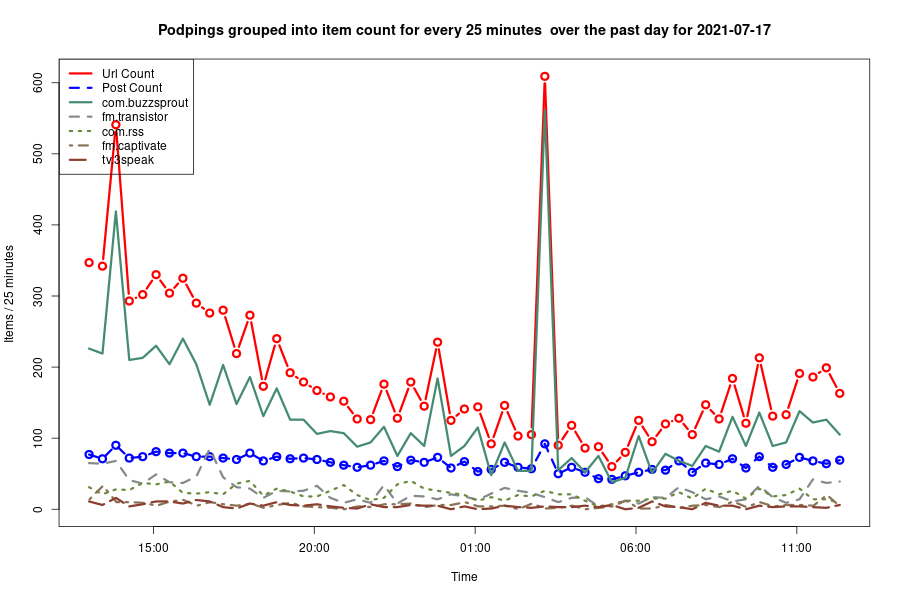 Podpings grouped into item count for every 25 minutes  over the past day for 2021-07-17
Url Count
Post Count
com.buzzsprout
fm.transistor
com.rss
fm.captivate
tv.3speak
600
500
400
300
200
100
0
Items / 25 minutes
15:00
20:00
01:00
06:00
11:00
Time